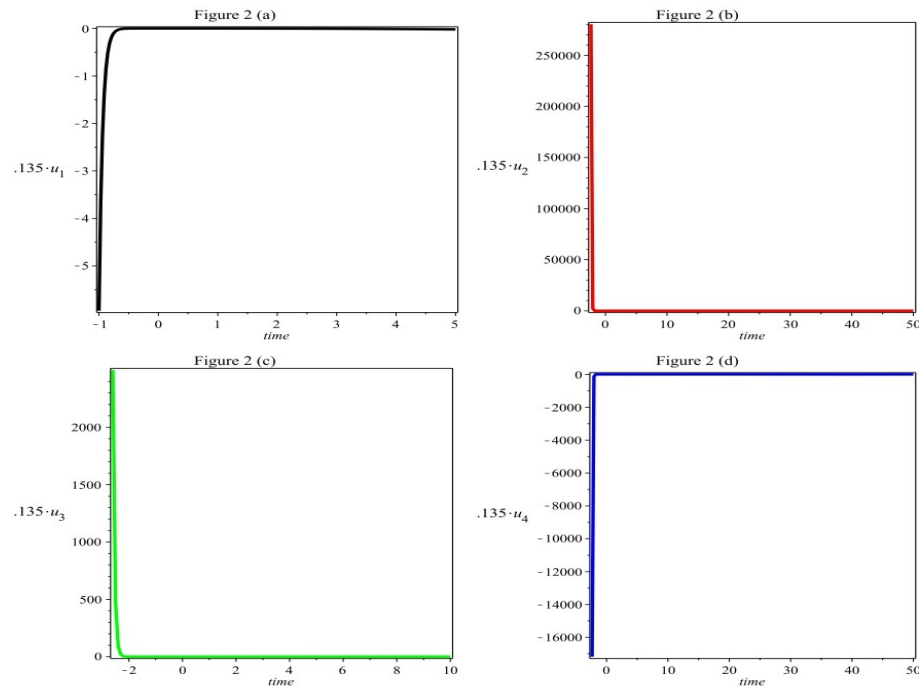 Figure 2 (a)
0
-1
-2
-3
-4
-5
.135·u₁
-1 0 1 2 3 4 5
time
Figure 2 (b)
250000
200000
150000
100000
50000
0
.135·u₂
0 10 20 30 40 50
time
Figure 2 (c)
2000
1500
1000
500
0
.135·u₃
-2 0 2 4 6 8 10
time
Figure 2 (d)
0
-2000
-4000
-6000
-8000
-10000
-12000
-14000
-16000
.135·u₄
0 10 20 30 40 50
time